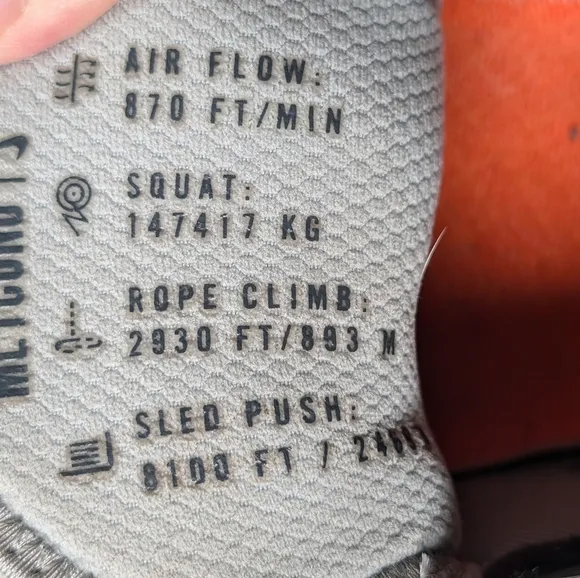 AIR FLOW:
870 FT/MIN
SQUAT:
147417 KG
ROPE CLIMB:
2930 FT/893 M
SLED PUSH:
8100 FT /